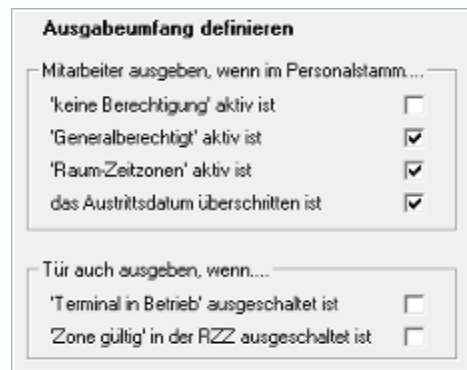 Ausgabeumfang definieren
Mitarbeiter ausgeben, wenn im Personalstamm....
'keine Berechtigung' aktiv ist
'Generalberechtigt' aktiv ist
'Raum-Zeitzonen' aktiv ist
das Austrittsdatum überschritten ist
Tür auch ausgeben, wenn....
'Terminal in Betrieb' ausgeschaltet ist
'Zone gültig' in der RZZ ausgeschaltet ist